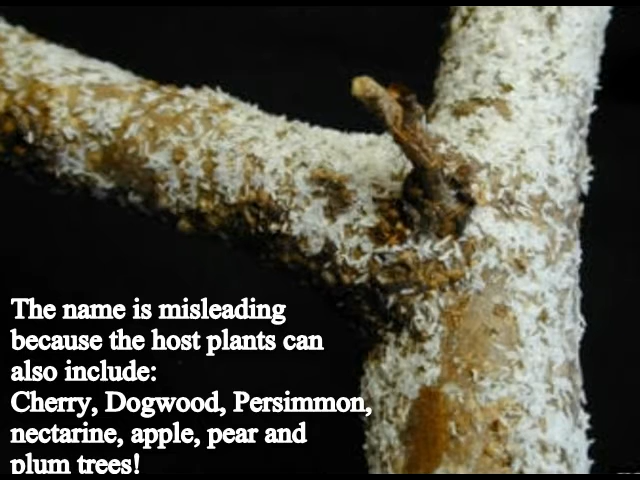 The name is misleading
because the host plants can
also include:
Cherry, Dogwood, Persimmon,
nectarine, apple, pear and
plum trees!